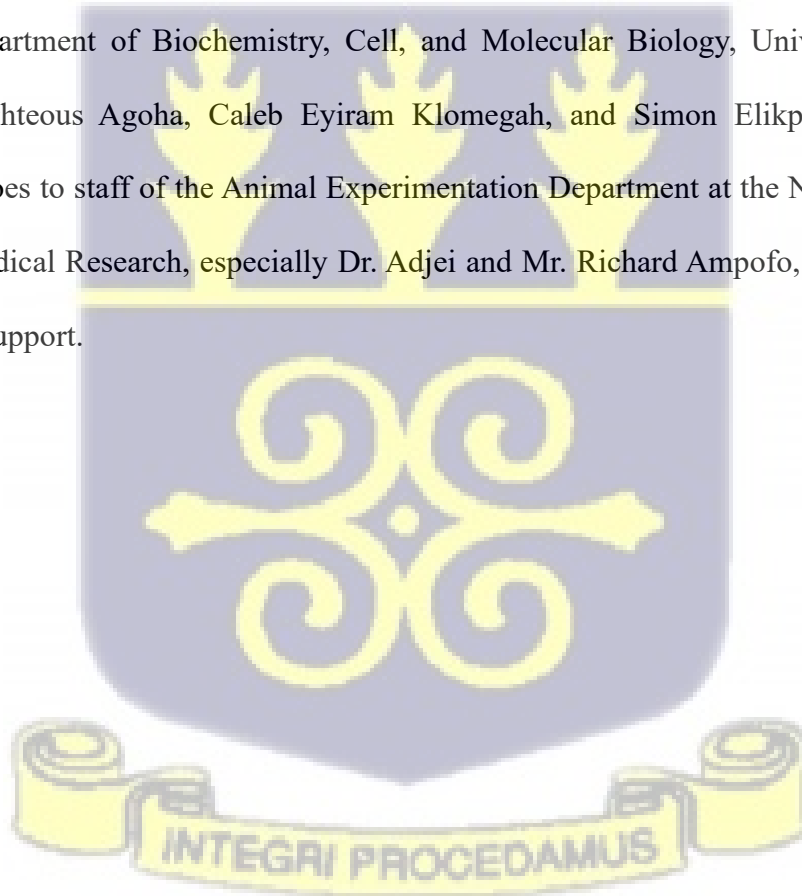 artment of Biochemistry, Cell, and Molecular Biology, Univ
hteous Agoha, Caleb Eyiram Klomegah, and Simon Elikp
oes to staff of the Animal Experimentation Department at the N
dical Research, especially Dr. Adjei and Mr. Richard Ampofo,
upport.
INTEGRI PROCEDAMUS